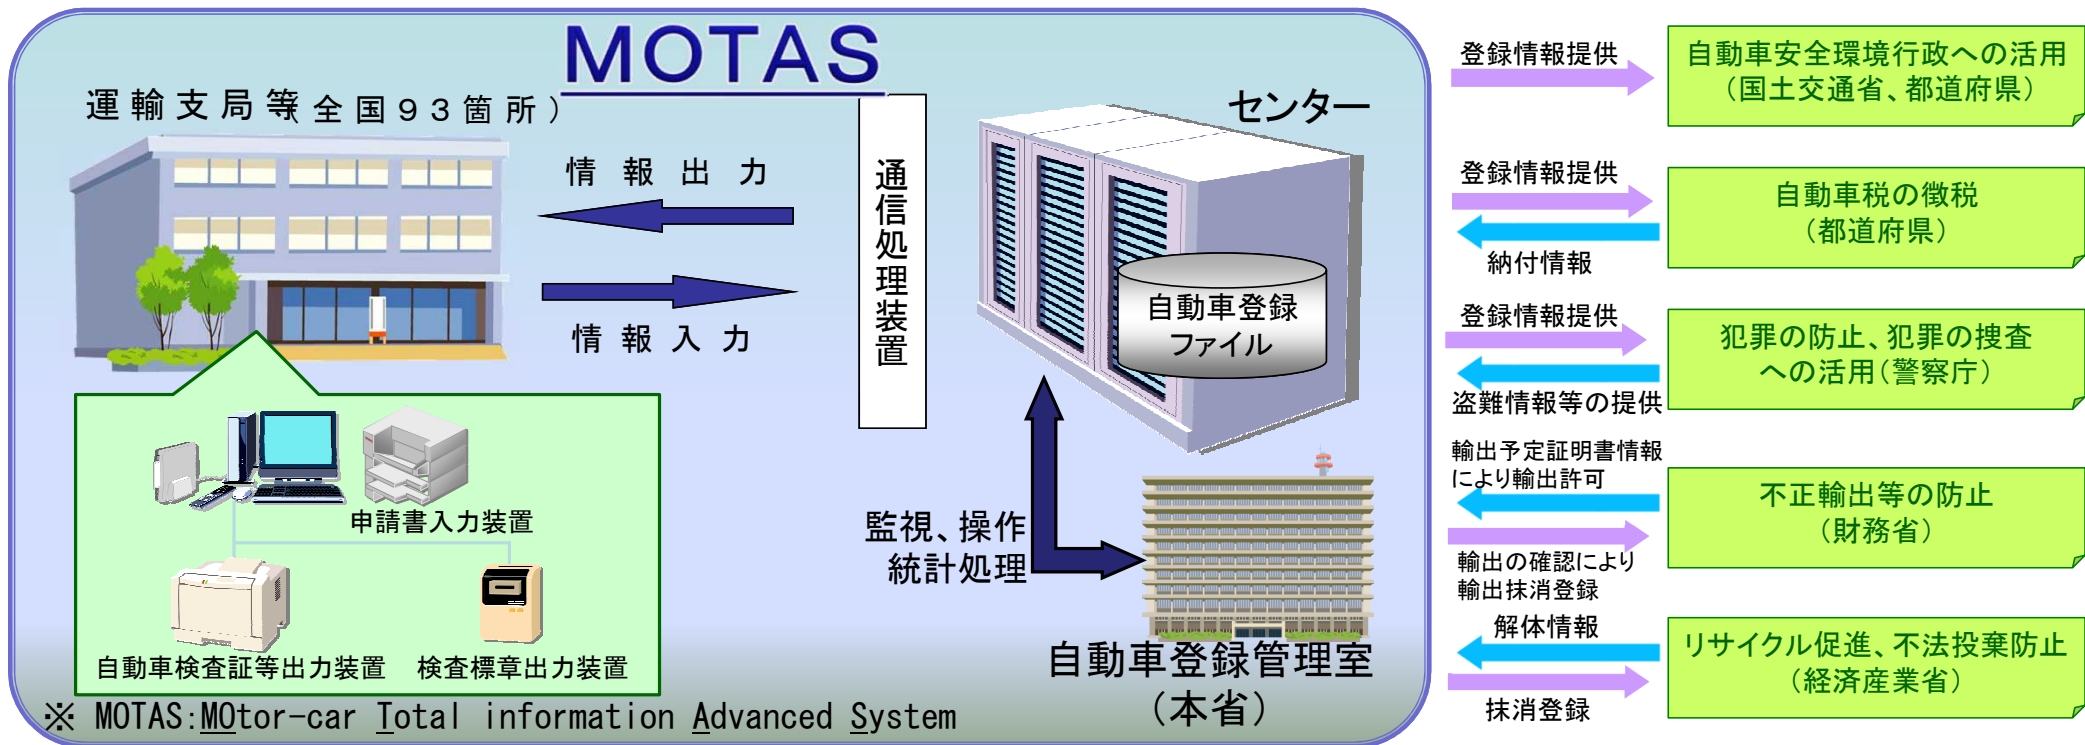 MOTAS
運輸支局等（全国９３箇所）
情報出力
情報入力
通信処理装置
センター
自動車登録
ファイル
申請書入力装置
自動車検査証等出力装置
検査標章出力装置
監視、操作
統計処理
自動車登録管理室
（本省）
※ MOTAS:MOtor-car Total information Advanced System
登録情報提供
自動車安全環境行政への活用
（国土交通省、都道府県）
登録情報提供
納付情報
自動車税の徴税
（都道府県）
登録情報提供
盗難情報等の提供
犯罪の防止、犯罪の捜査
への活用（警察庁）
輸出予定証明書情報
により輸出許可
輸出の確認により
輸出抹消登録
不正輸出等の防止
（財務省）
解体情報
抹消登録
リサイクル促進、不法投棄防止
（経済産業省）